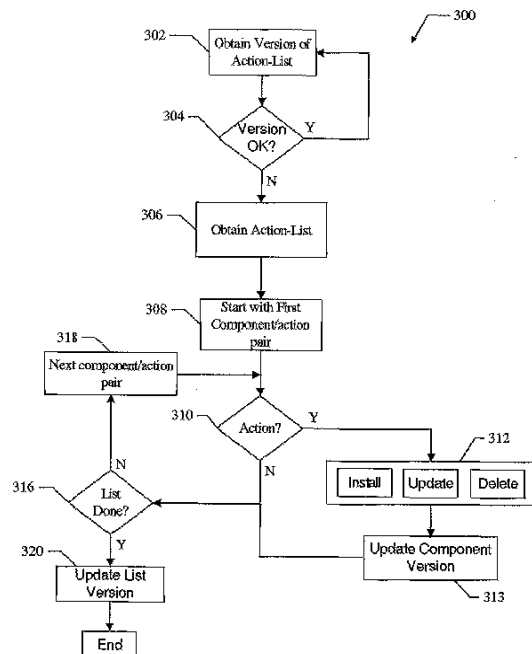 300
302
Obtain Version of
Action-List
304
Version
OK?
Y
N
306
Obtain Action-List
308
Start with First
Component/action
pair
318
Next component/action
pair
310
Action?
Y
N
312
Install
Update
Delete
316
N
List
Done?
Y
Update Component
Version
313
320
Update List
Version
End